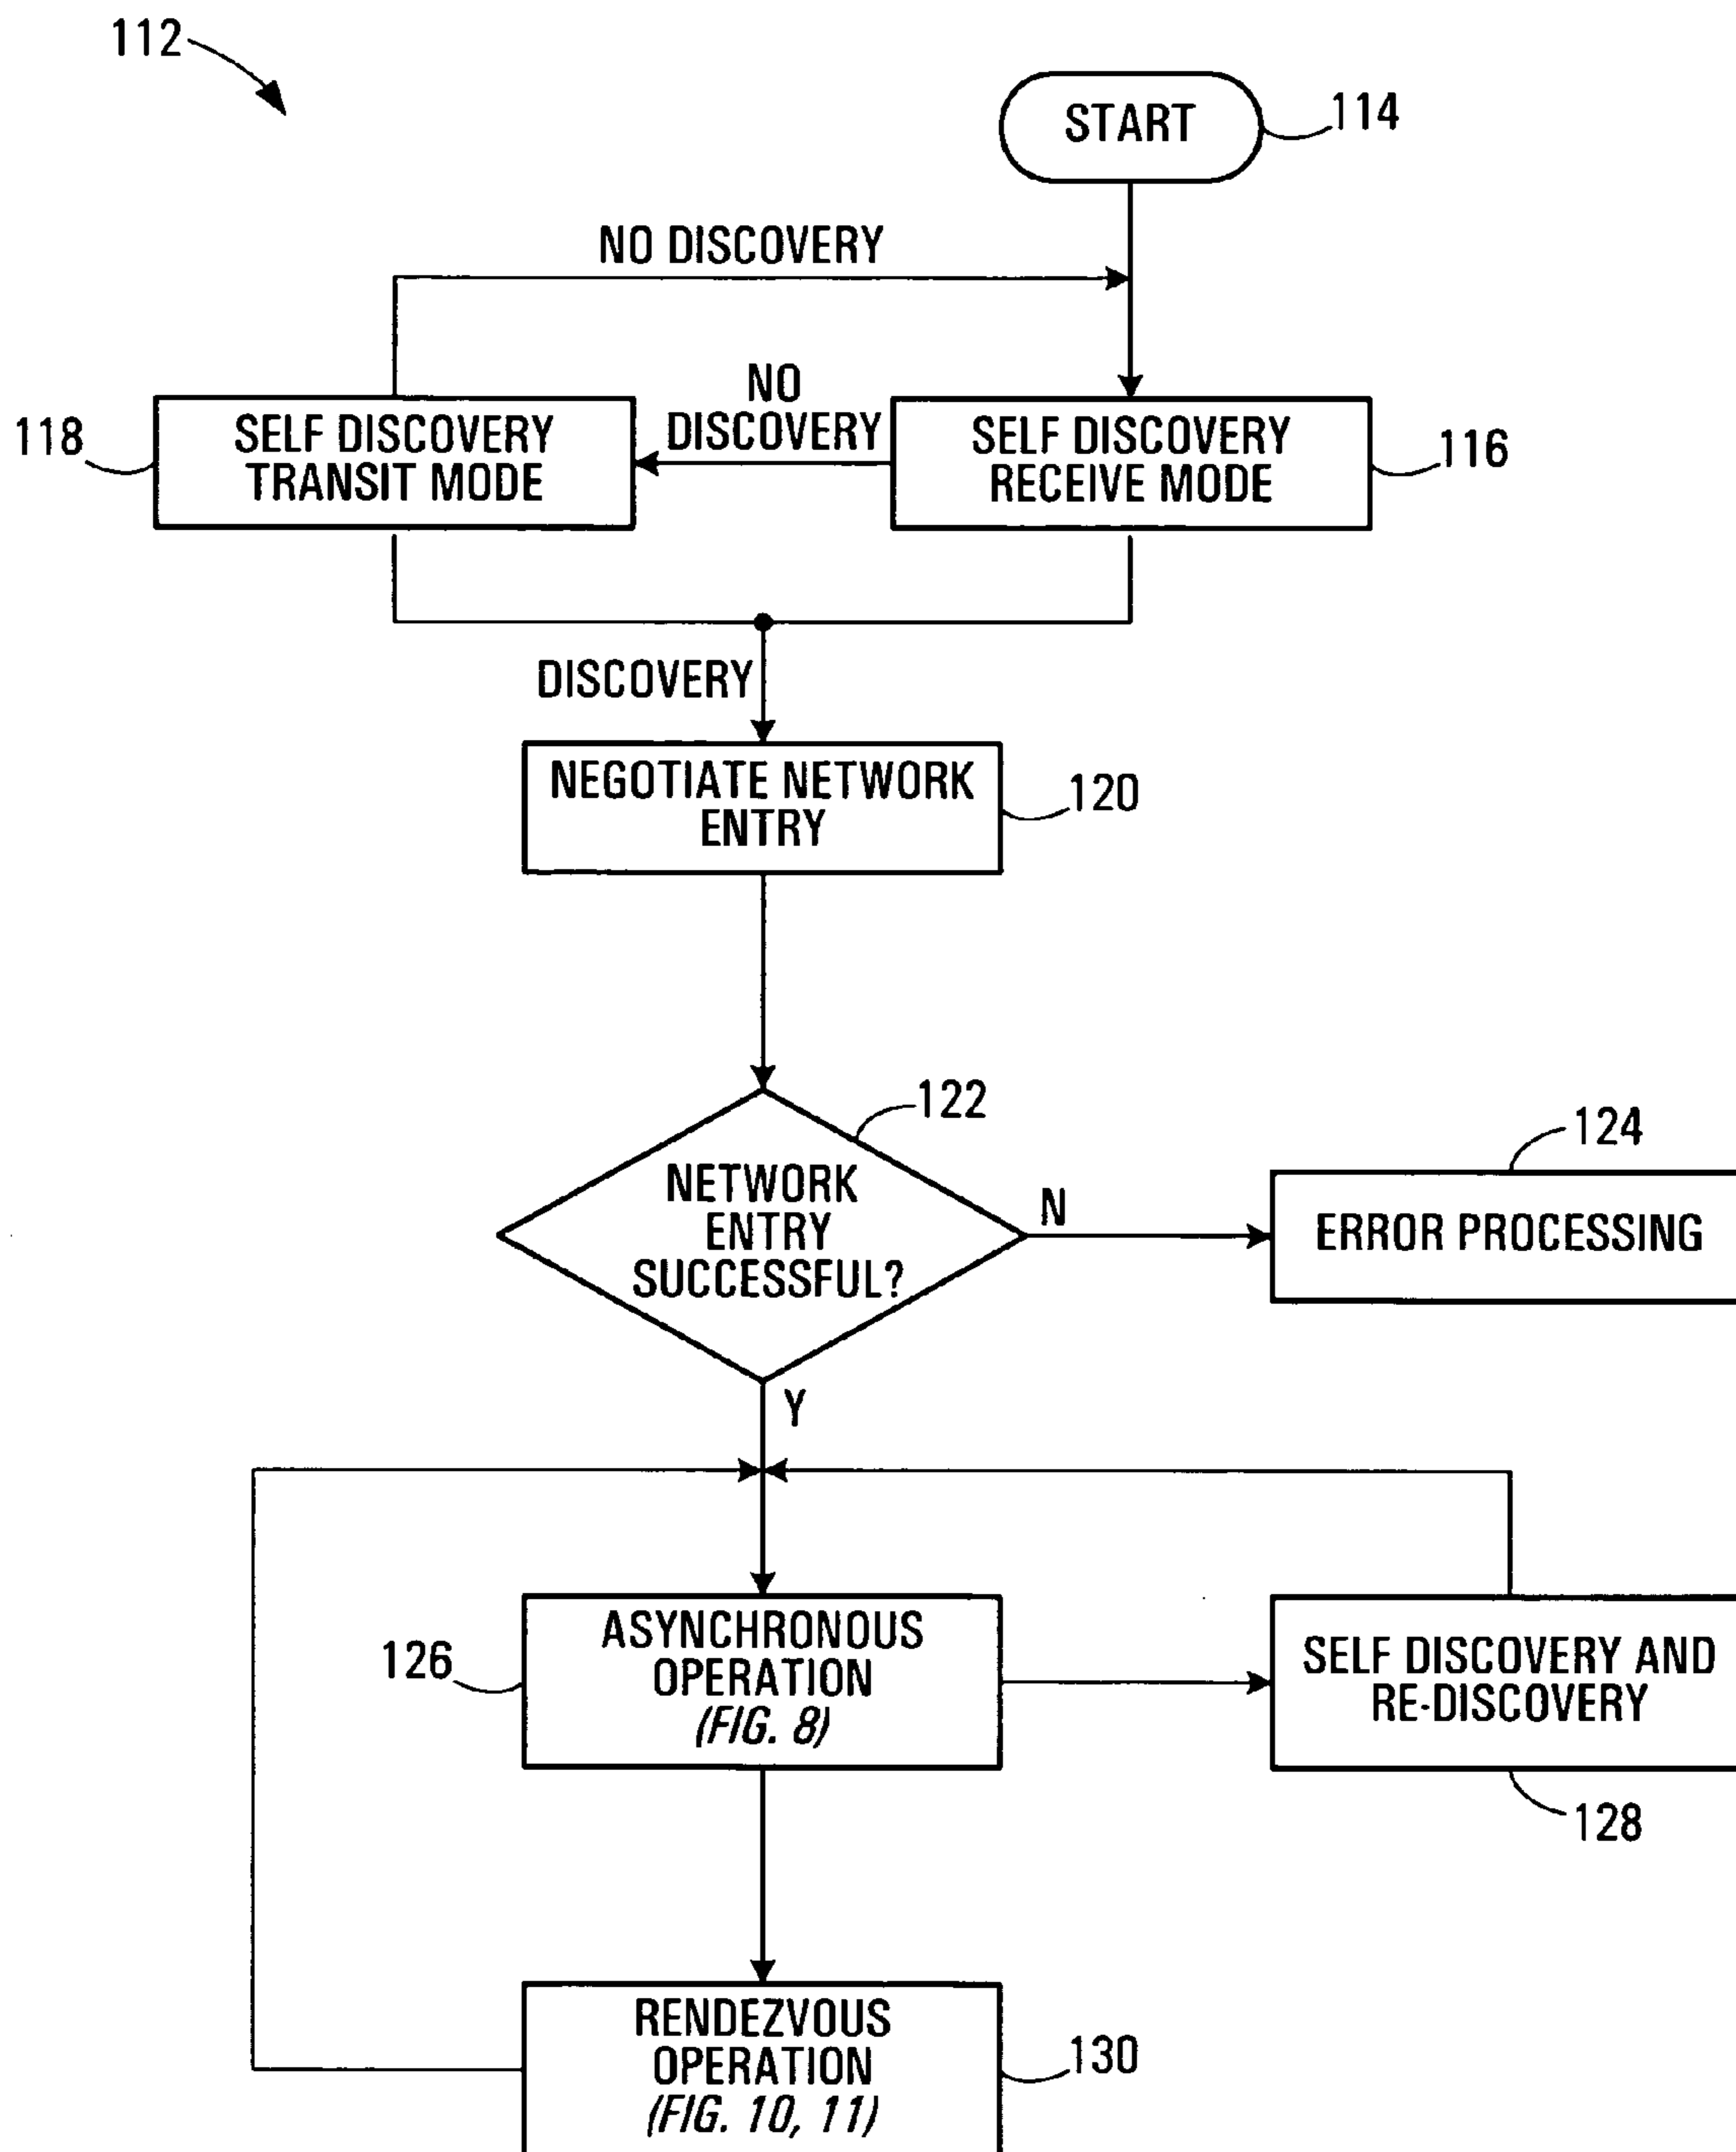 112
START
114
NO DISCOVERY
NO
DISCOVERY
118
SELF DISCOVERY
TRANSIT MODE
SELF DISCOVERY
RECEIVE MODE
116
DISCOVERY
NEGOTIATE NETWORK
ENTRY
120
122
NETWORK
ENTRY
SUCCESSFUL?
N
124
ERROR PROCESSING
Y
126
ASYNCHRONOUS
OPERATION
(FIG. 8)
SELF DISCOVERY AND
RE-DISCOVERY
128
RENDEZVOUS
OPERATION
(FIG. 10, 11)
130